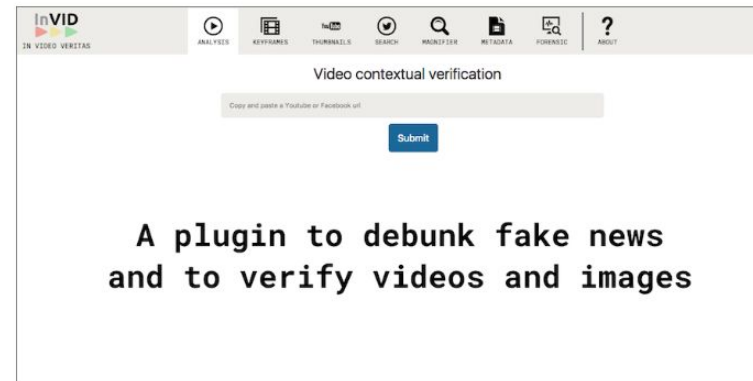 InVID
IN VIDEO VERITAS
ANALYSIS
KEYFRAMES
YouTube
THUMBNAILS
SEARCH
MAGNIFIER
METADATA
FORENSIC
?
ABOUT
Video contextual verification
Copy and paste a Youtube or Facebook url
Submit
A plugin to debunk fake news
and to verify videos and images